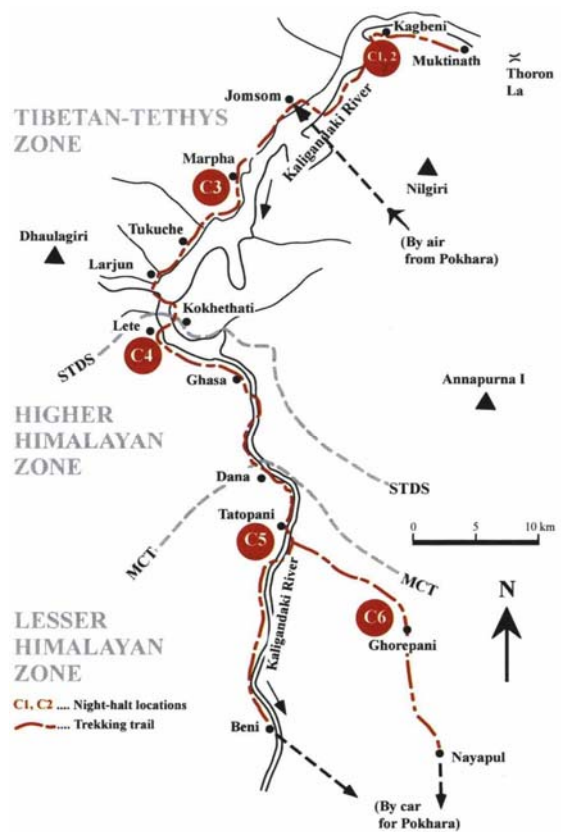 Kagbeni
C1, 2
Muktinath
Thoron
La
Jomsom
TIBETAN-TETHYS
ZONE
Kaligandaki River
Marpha
C3
Nilgiri
Tukuche
Dhaulagiri
(By air
from Pokhara)
Larjun
Kokhethati
Lete
C4
STDS
Ghasa
Annapurna I
HIGHER
HIMALAYAN
ZONE
Dana
STDS
Tatopani
0 5 10 km
C5
MCT
MCT
Kaligandaki River
N
C6
LESSER
HIMALAYAN
ZONE
Ghorepani
C1, C2 .... Night-halt locations
.... Trekking trail
Beni
Nayapul
(By car
for Pokhara)